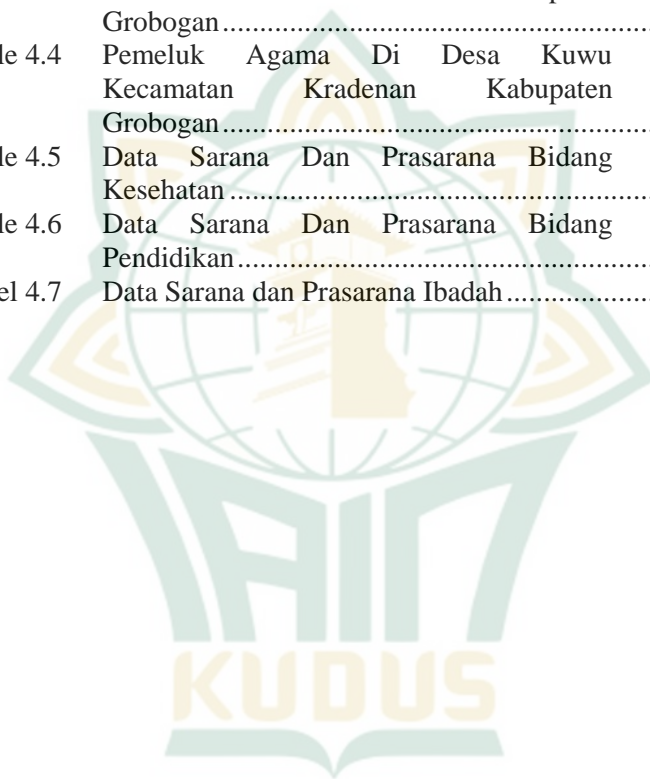 Grobogan
le 4.4 Pemeluk Agama Di Desa Kuwu
Kecamatan Kradenan Kabupaten
Grobogan
le 4.5 Data Sarana Dan Prasarana Bidang
Kesehatan
le 4.6 Data Sarana Dan Prasarana Bidang
Pendidikan
el 4.7 Data Sarana dan Prasarana Ibadah
IAIN
KUDUS